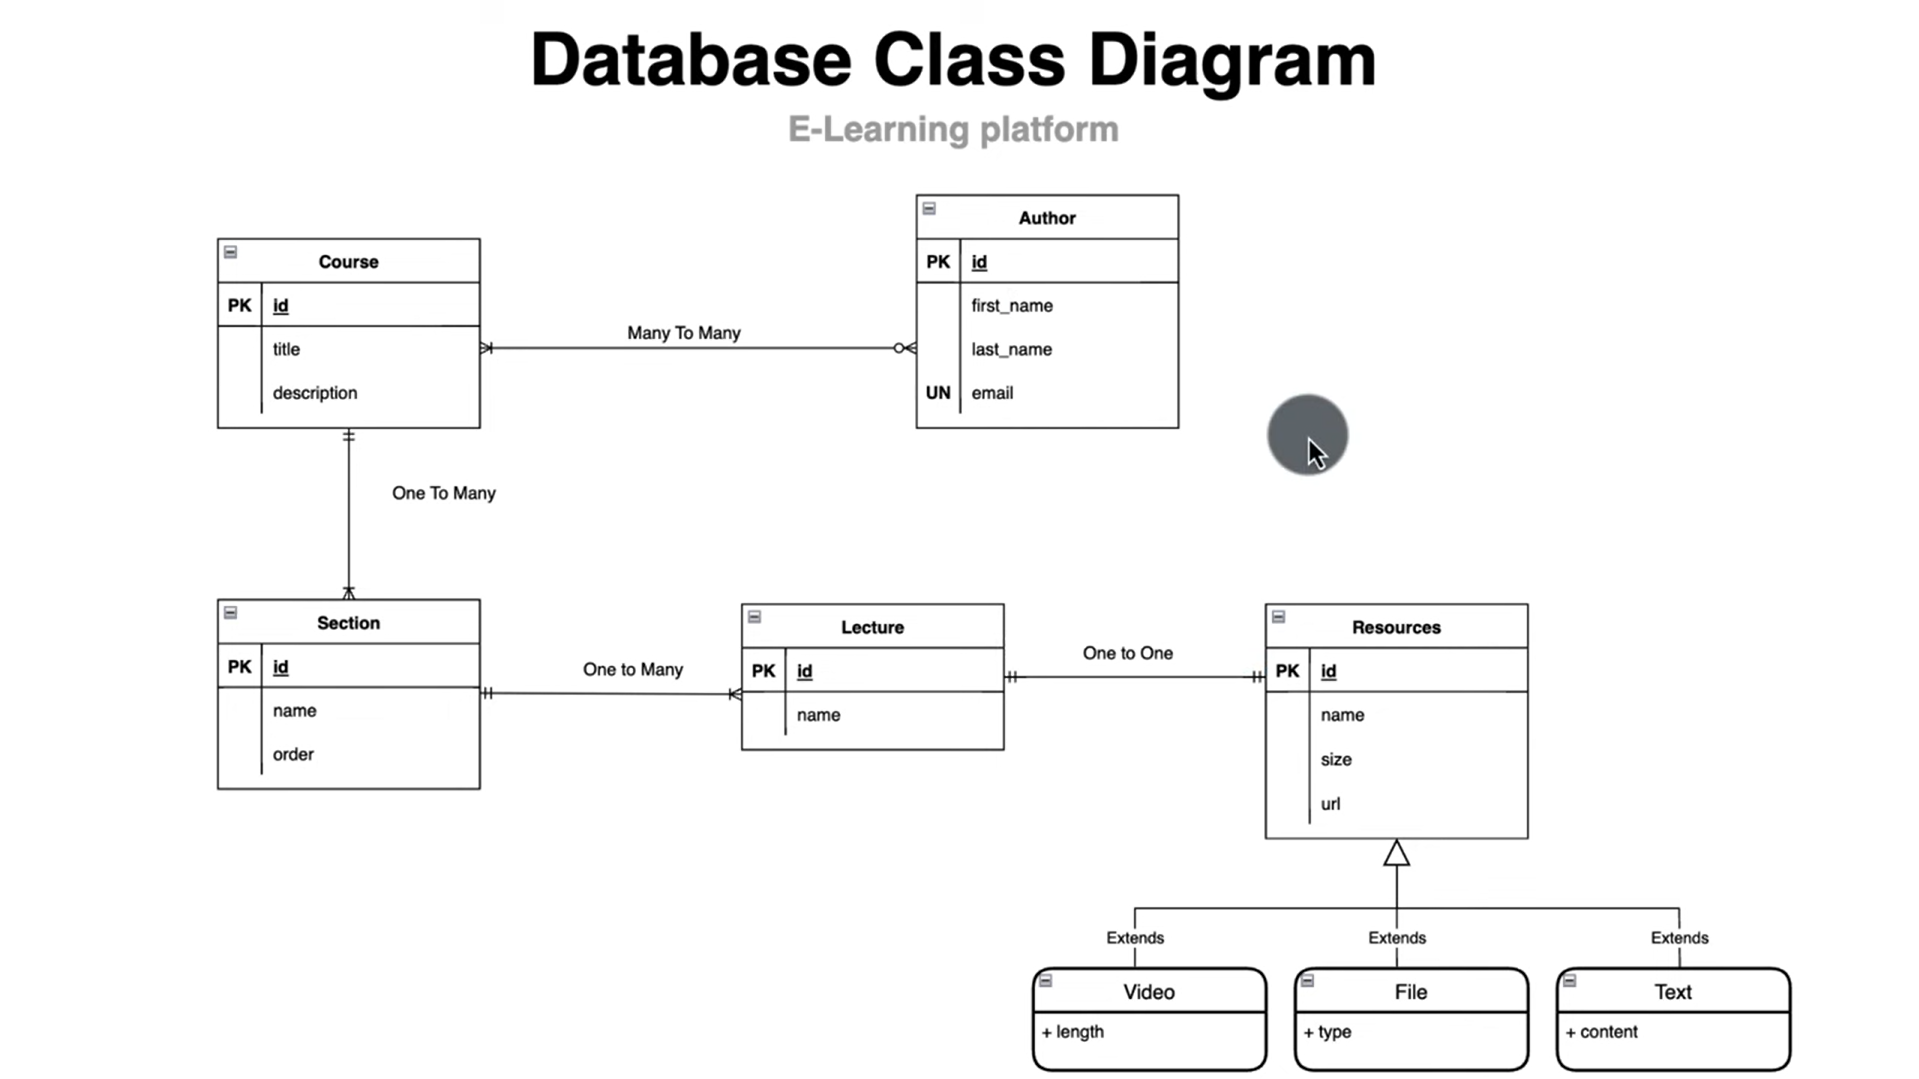 Database Class Diagram
E-Learning platform
Author
PK id
first_name
last_name
UN email
Course
PK id
title
description
Many To Many
One To Many
Section
PK id
name
order
One to Many
Lecture
PK id
name
One to One
Resources
PK id
name
size
url
Extends
Extends
Extends
Video
+ length
File
+ type
Text
+ content